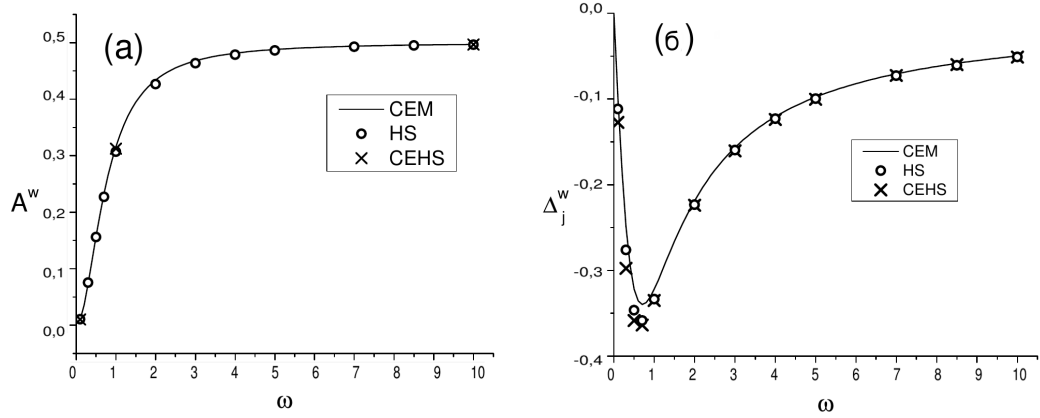 (а)
0,5
0,4
0,3
0,2
0,1
0,0
A^w
CEM
HS
CEHS
0 1 2 3 4 5 6 7 8 9 10
ω
(б)
0,0
-0,1
-0,2
-0,3
-0,4
Δ_j^w
CEM
HS
CEHS
0 1 2 3 4 5 6 7 8 9 10
ω